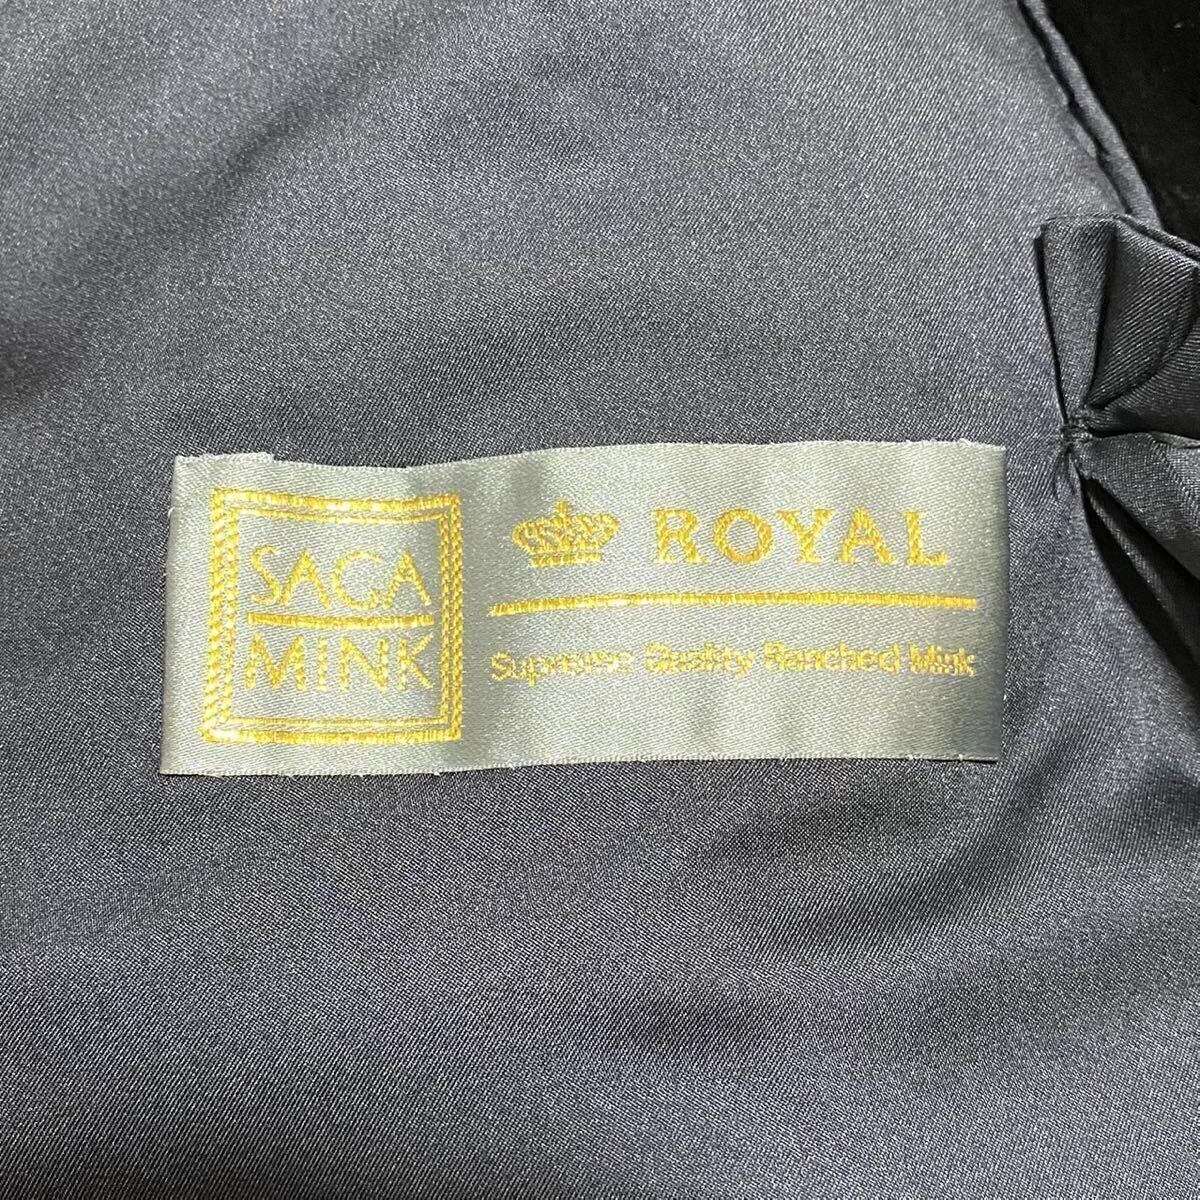 SAGA
MINK
ROYAL
Supreme Quality Ranched Mink